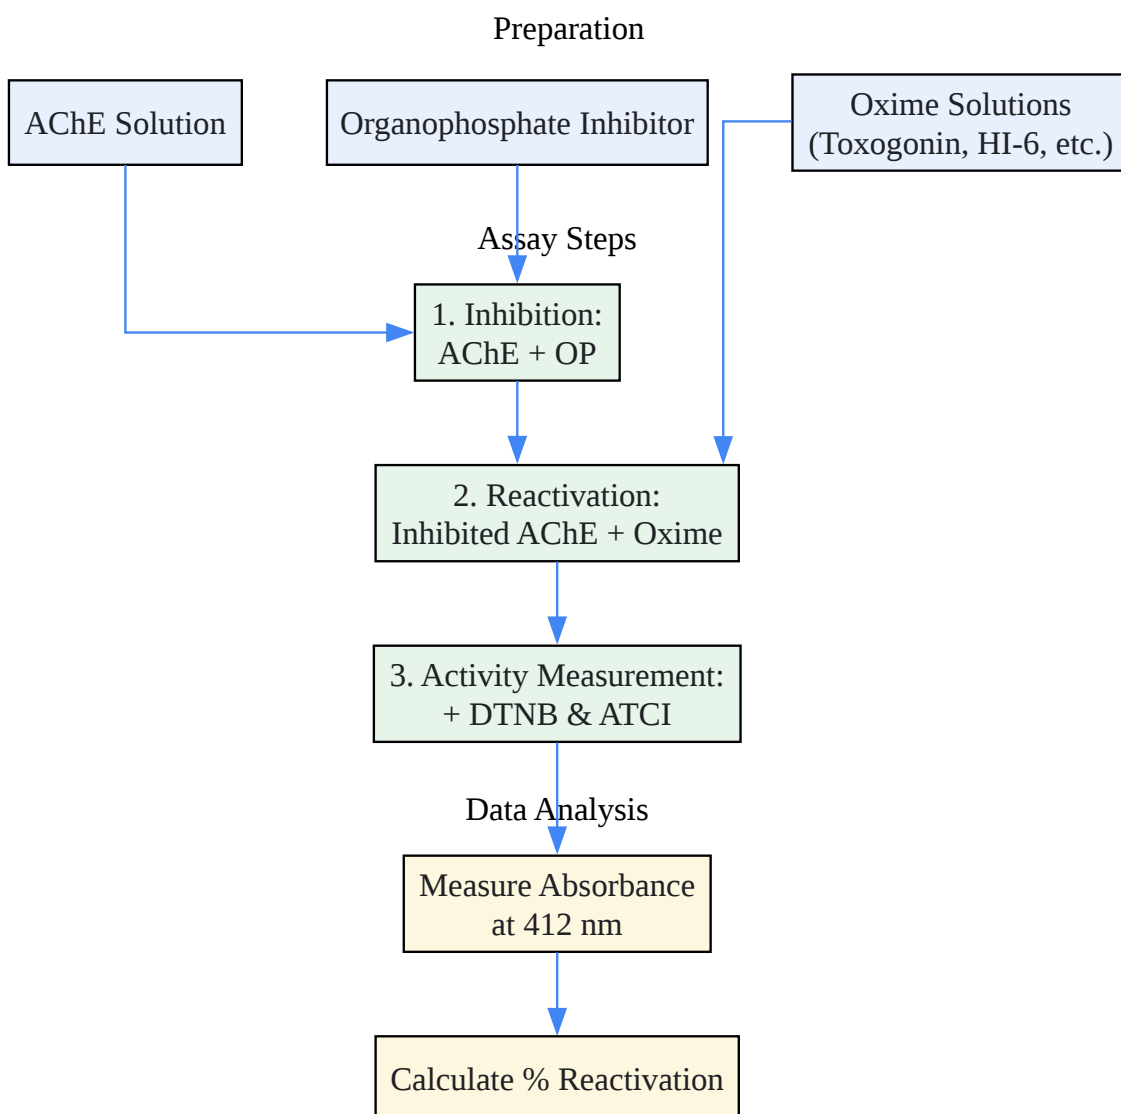 Preparation
AChE Solution
Organophosphate Inhibitor
Oxime Solutions
(Toxogonin, HI-6, etc.)
Assay Steps
1. Inhibition:
AChE + OP
2. Reactivation:
Inhibited AChE + Oxime
3. Activity Measurement:
+ DTNB & ATCI
Data Analysis
Measure Absorbance
at 412 nm
Calculate % Reactivation